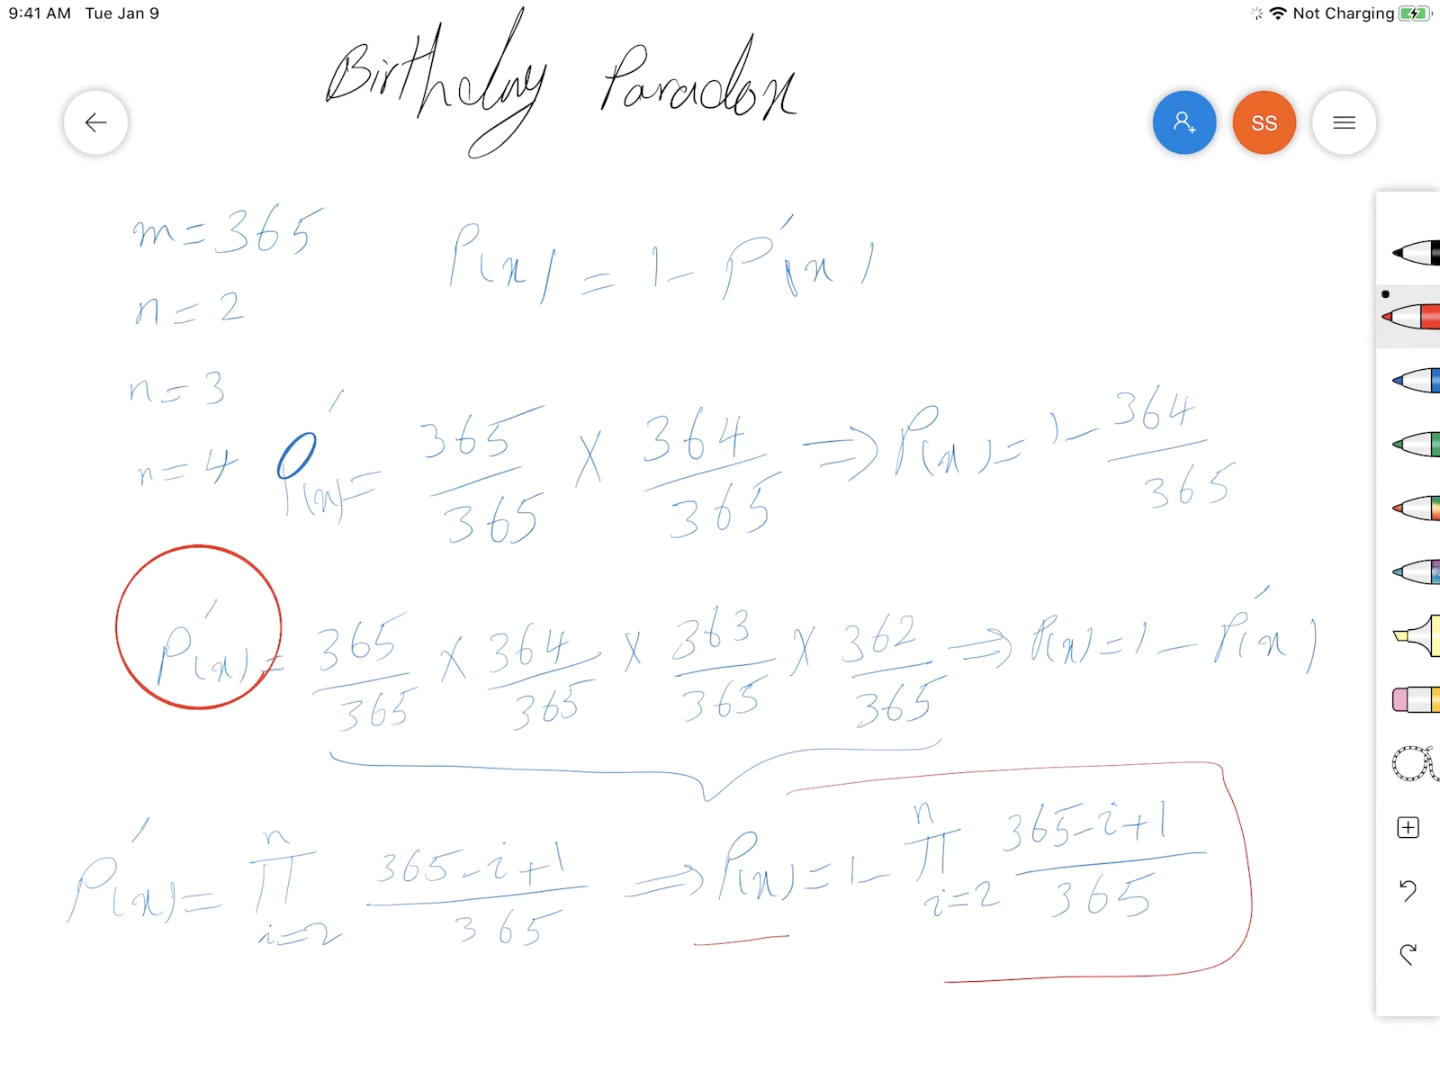 9:41 AM Tue Jan 9
Not Charging
Birthday Paradox
SS
m=365
P(x) = 1- P'(x)
n=2
n=3
n=4
P'(x)= 365/365 × 364/365 ⇒ P(x)=1- 364/365
P'(x)= 365/365 × 364/365 × 363/365 × 362/365 ⇒ P(x)=1- P'(x)
P'(x)= n∏i=2 365-i+1/365 ⇒ P(x)=1- n∏i=2 365-i+1/365